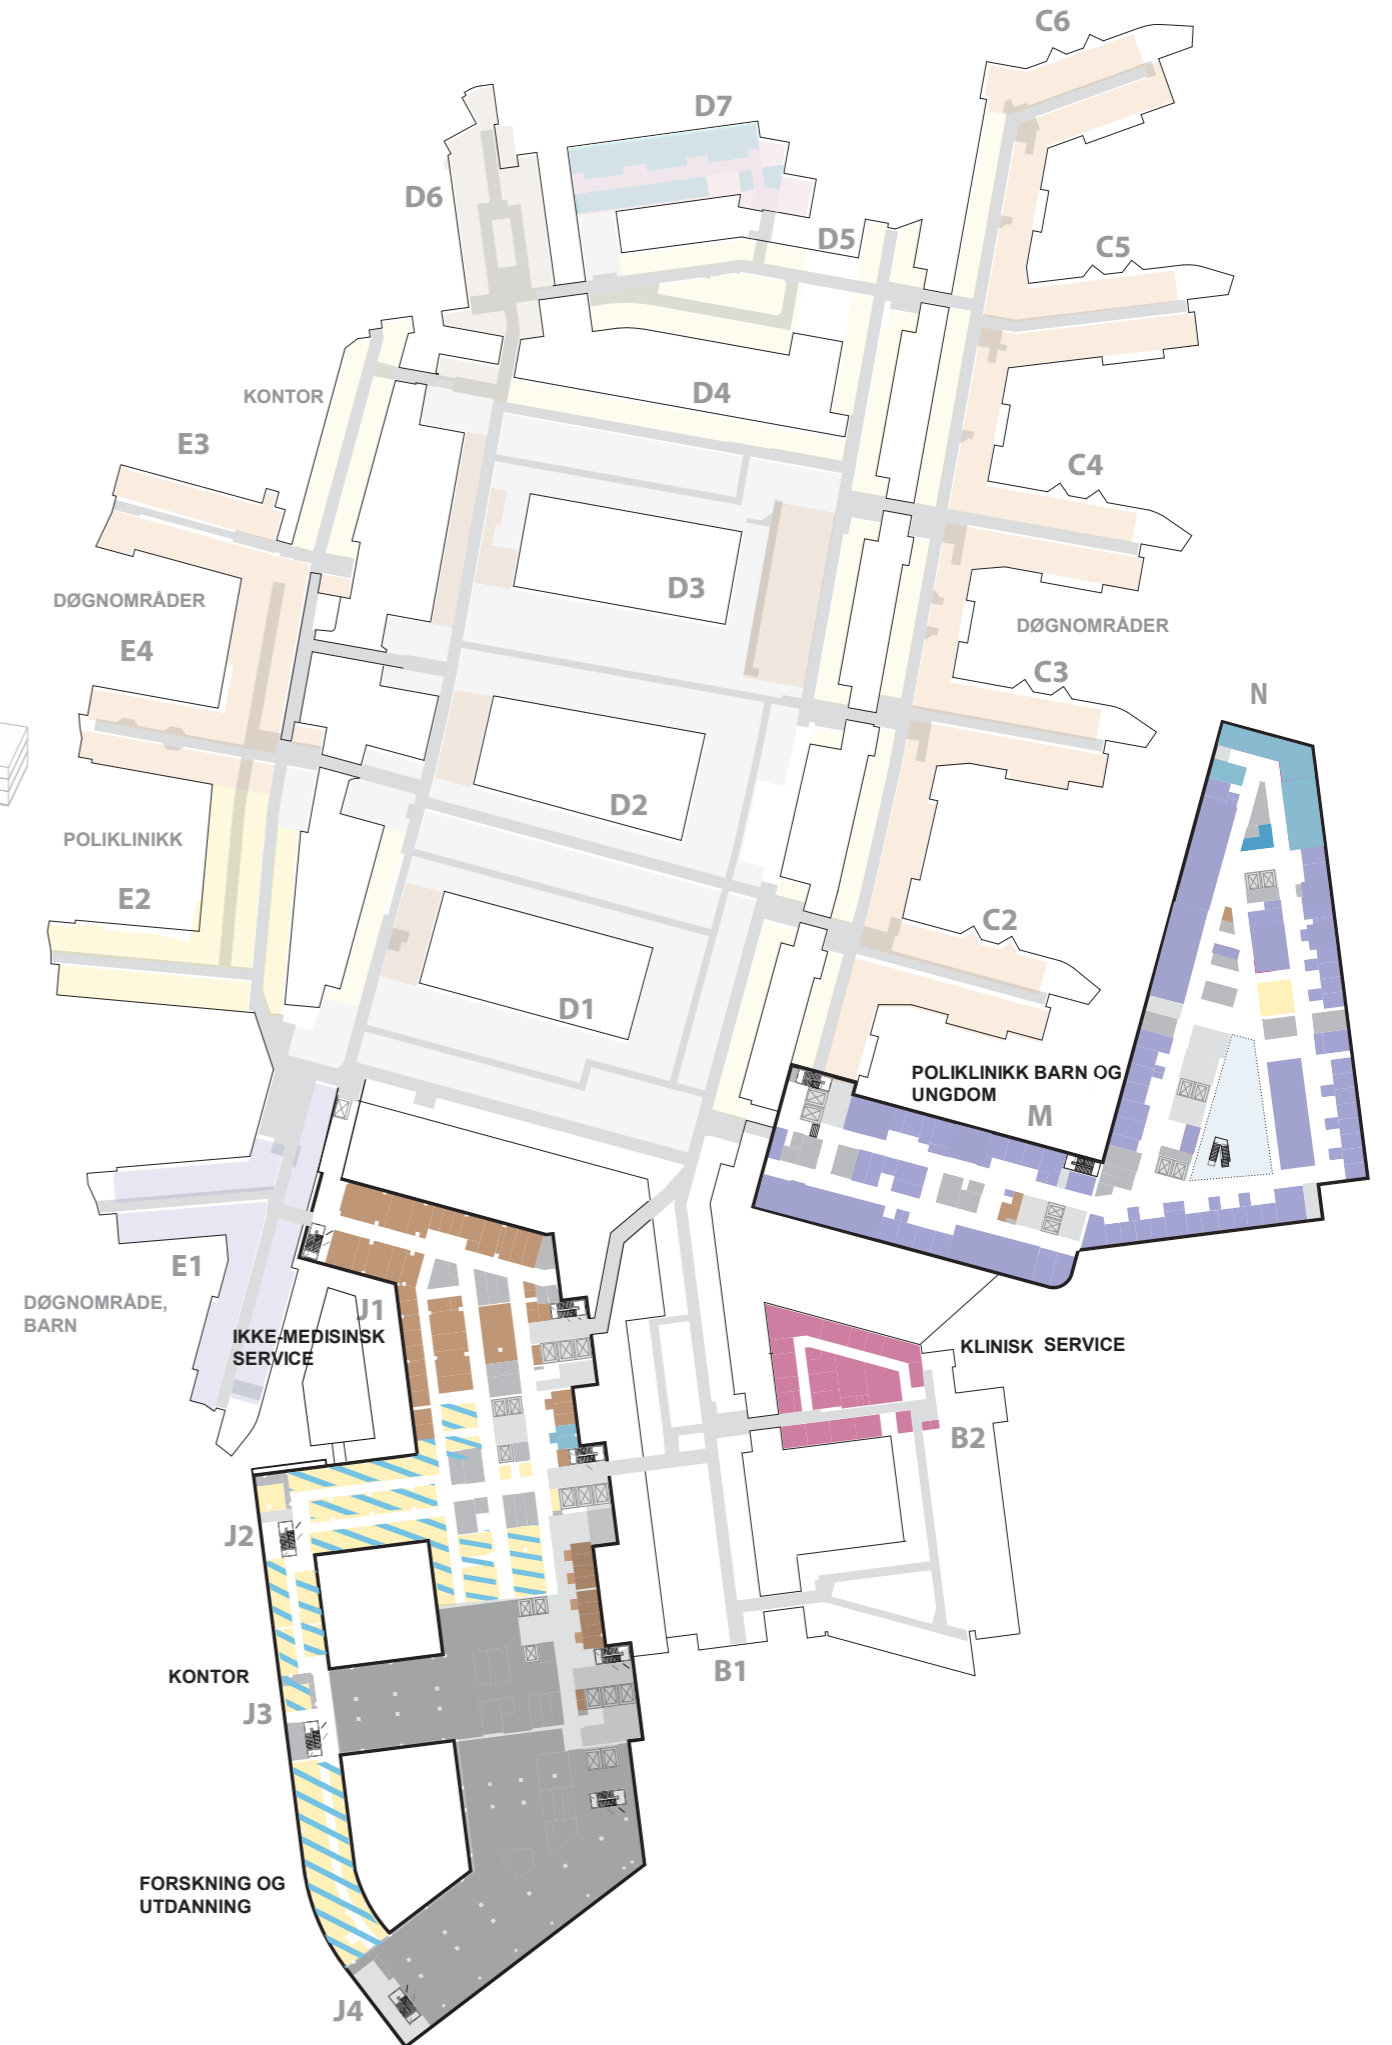 C6
D7
D6
D5
C5
KONTOR
D4
E3
C4
D3
DØGNOMRÅDER
DØGNOMRÅDER
E4
C3
N
D2
POLIKLINIKK
E2
C2
D1
POLIKLINIKK BARN OG
UNGDOM
M
E1
DØGNOMRÅDE,
BARN
J1
IKKE-MEDISINSK
SERVICE
KLINISK SERVICE
B2
J2
B1
KONTOR
J3
FORSKNING OG
UTDANNING
J4